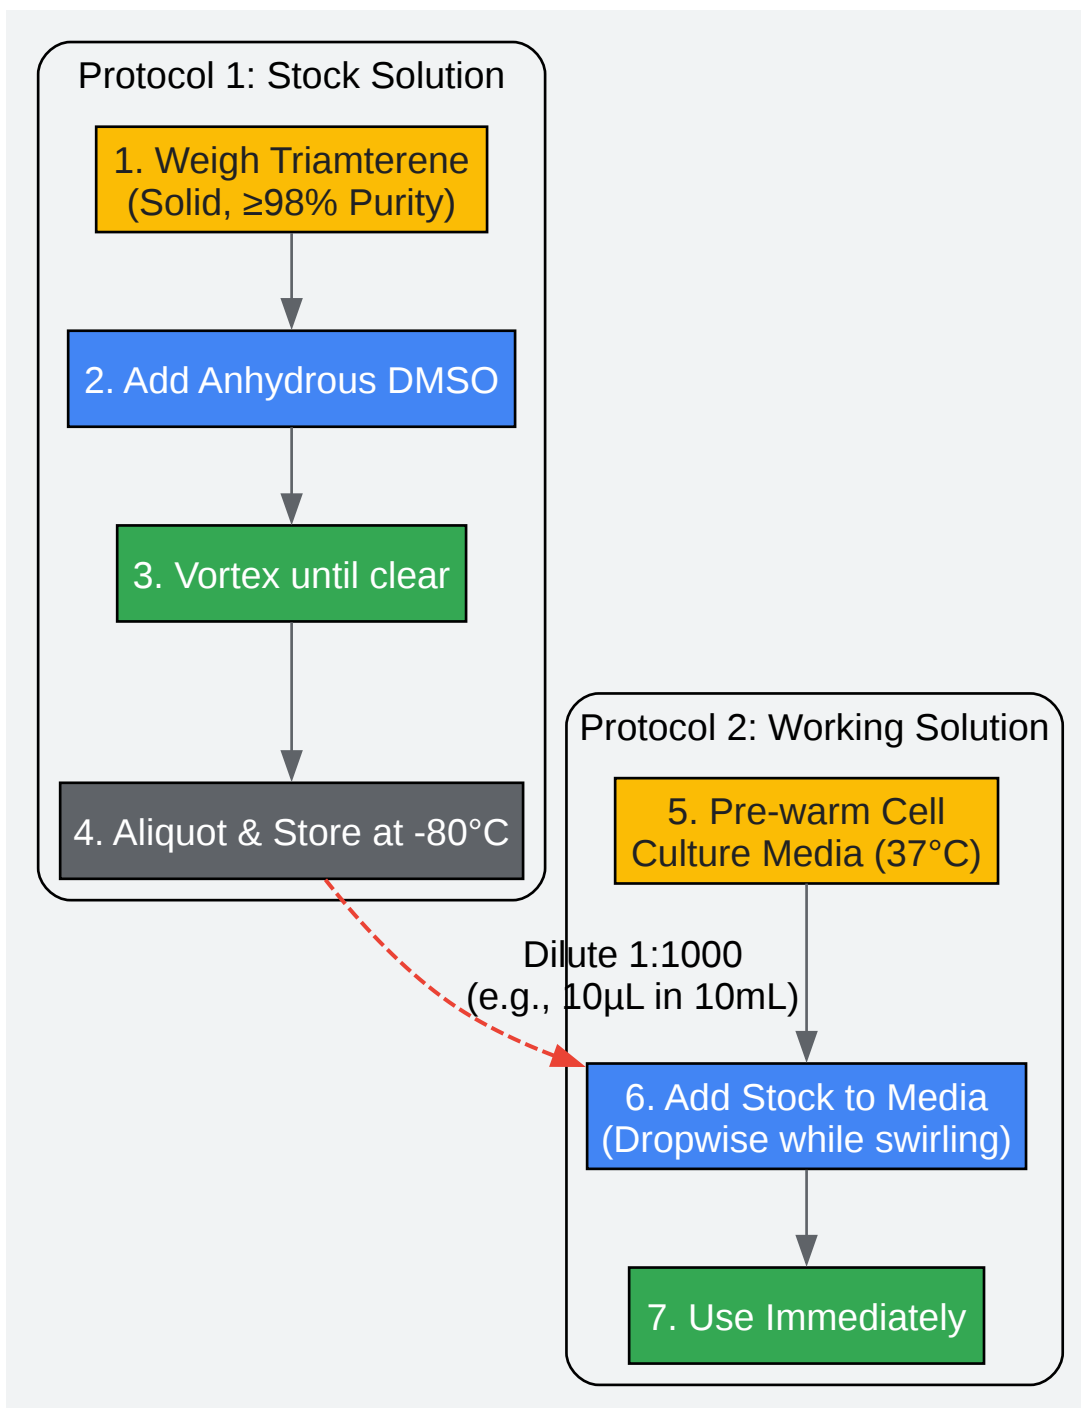 Protocol 1: Stock Solution
1. Weigh Triamterene
(Solid, ≥98% Purity)
2. Add Anhydrous DMSO
3. Vortex until clear
4. Aliquot & Store at -80°C
Protocol 2: Working Solution
5. Pre-warm Cell
Culture Media (37°C)
Dilute 1:1000
(e.g., 10µL in 10mL)
6. Add Stock to Media
(Dropwise while swirling)
7. Use Immediately